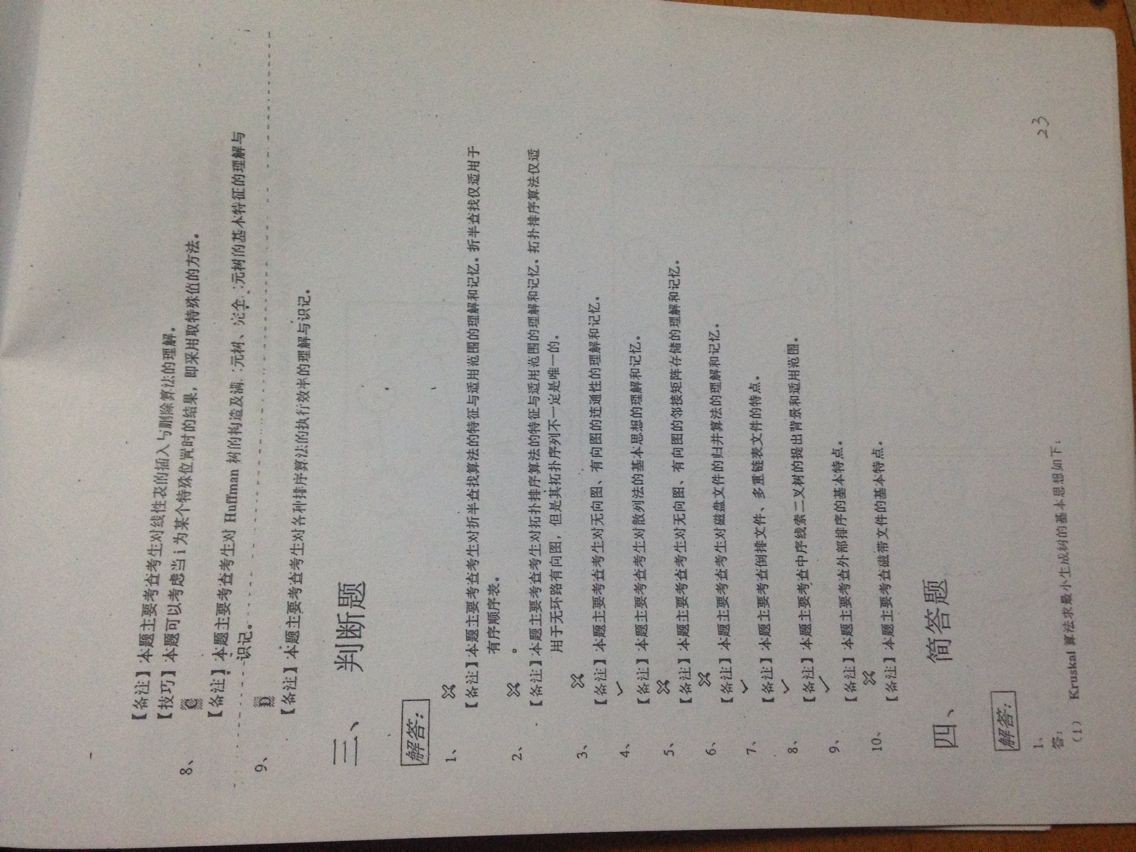 【备注】本题主要考查考生对线性表的插入与删除算法的理解。
【技巧】本题可以考虑当 i 为某个特殊位置时的结果，即采用取特殊值的方法。
8、 C
【备注】本题主要考查考生对 Huffman 树的构造及满二元树、完全二元树的基本特征的理解与
识记。
9、 D
【备注】本题主要考查考生对各种排序算法的执行效率的理解与识记。
三、 判断题
解答：
1、 ×
【备注】本题主要考查考生对折半查找算法的特征与适用范围的理解和记忆。折半查找仅适用于
有序顺序表。
2、 ×
【备注】本题主要考查考生对拓扑排序算法的特征与适用范围的理解和记忆。拓扑排序算法仅适
用于无环路有向图，但是其拓扑序列不一定是唯一的。
3、 ×
【备注】本题主要考查考生对无向图、有向图的连通性的理解和记忆。
4、 ✓
【备注】本题主要考查考生对散列法的基本思想的理解和记忆。
5、 ×
【备注】本题主要考查考生对无向图、有向图的邻接矩阵存储的理解和记忆。
6、 ×
【备注】本题主要考查考生对磁盘文件的归并算法的理解和记忆。
7、 ✓
【备注】本题主要考查倒排文件、多重链表文件的特点。
8、 ✓
【备注】本题主要考查中序线索二叉树的提出背景和适用范围。
9、 ✓
【备注】本题主要考查外部排序的基本特点。
10、 ×
【备注】本题主要考查磁带文件的基本特点。
四、 简答题
解答：
1、
答：
（1） Kruskal 算法求最小生成树的基本思想如下：
23